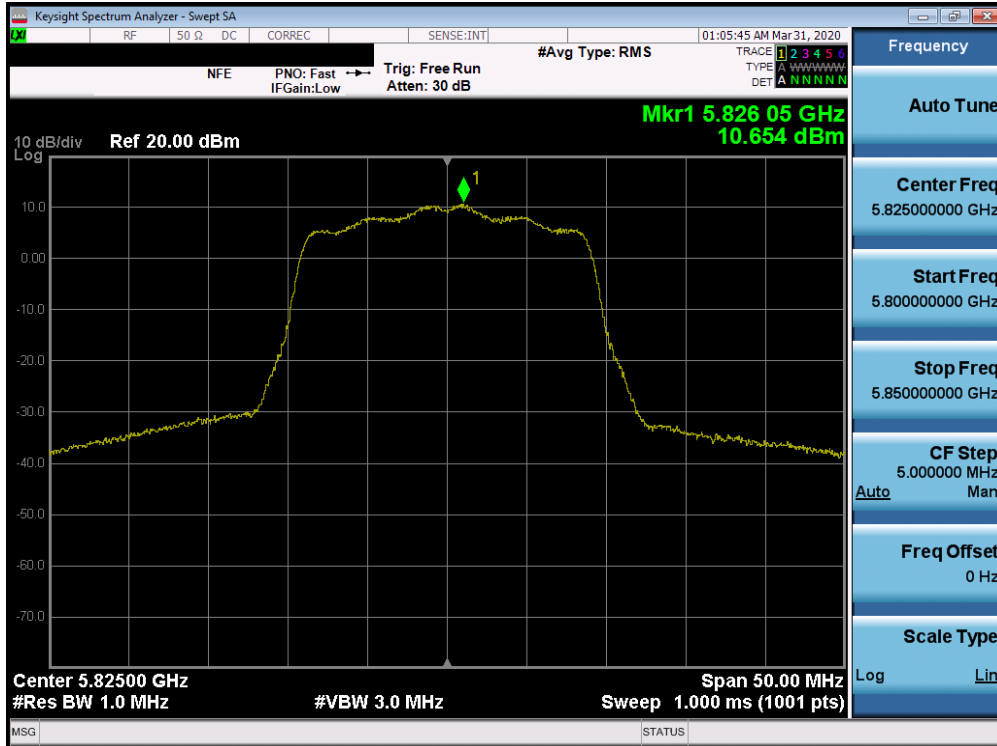 Keysight Spectrum Analyzer - Swept SA
LXI RF 50 Ω DC CORREC SENSE:INT 01:05:45 AM Mar 31, 2020
#Avg Type: RMS
TRACE 1 2 3 4 5 6
TYPE A WWWWW
DET A N N N N N
NFE
PNO: Fast
IFGain:Low
Trig: Free Run
Atten: 30 dB
Mkr1 5.826 05 GHz
10.654 dBm
10 dB/div Ref 20.00 dBm
Log
1
10.0
0.00
-10.0
-20.0
-30.0
-40.0
-50.0
-60.0
-70.0
Center 5.82500 GHz Span 50.00 MHz
#Res BW 1.0 MHz #VBW 3.0 MHz Sweep 1.000 ms (1001 pts)
MSG STATUS
Frequency
Auto Tune
Center Freq
5.825000000 GHz
Start Freq
5.800000000 GHz
Stop Freq
5.850000000 GHz
CF Step
5.000000 MHz
Auto Man
Freq Offset
0 Hz
Scale Type
Log Lin